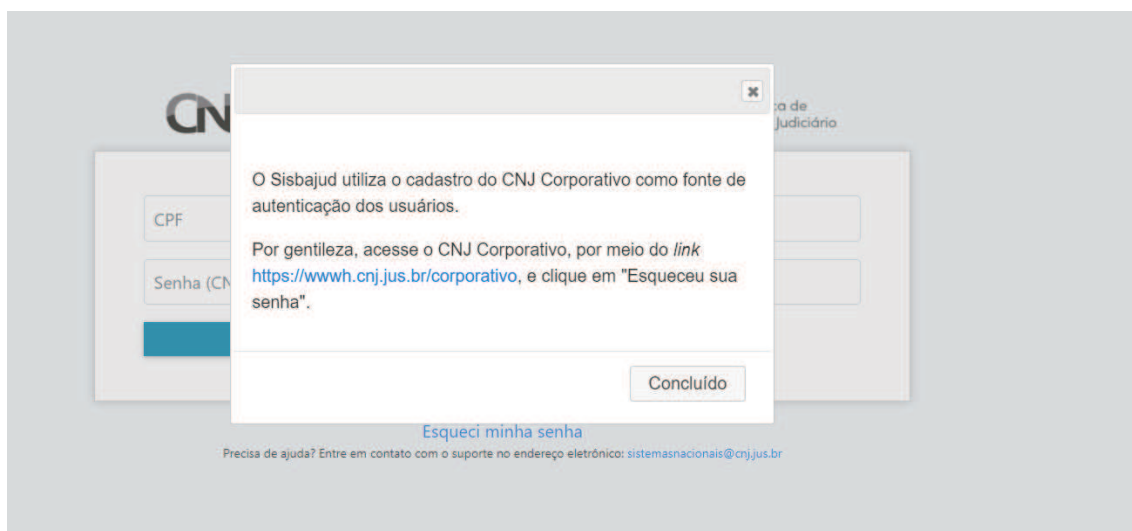 CN
ça de
Judiciário
O Sisbajud utiliza o cadastro do CNJ Corporativo como fonte de
autenticação dos usuários.
CPF
Por gentileza, acesse o CNJ Corporativo, por meio do link
https://wwwh.cnj.jus.br/corporativo, e clique em "Esqueceu sua
senha".
Senha (CN
Concluído
Esqueci minha senha
Precisa de ajuda? Entre em contato com o suporte no endereço eletrônico: sistemasnacionais@cnj.jus.br